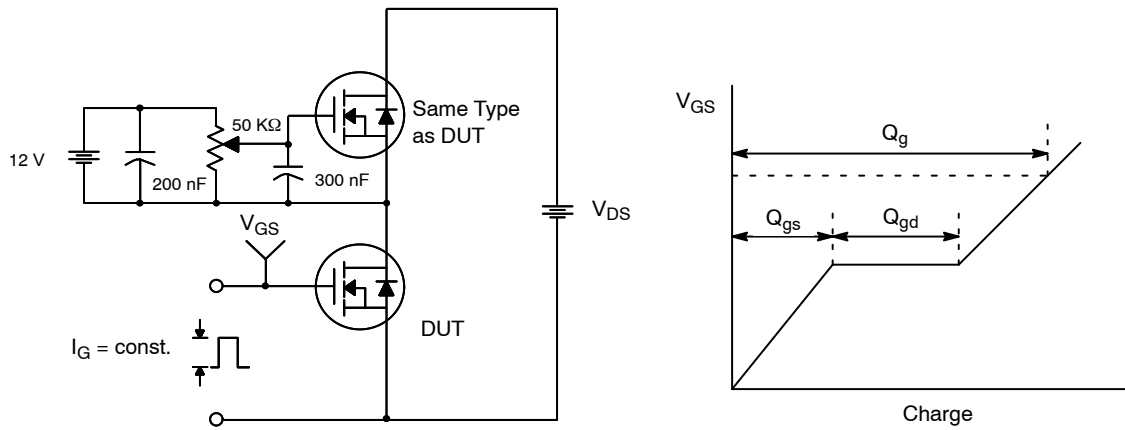 Same Type
as DUT
50 KΩ
12 V
200 nF
300 nF
V_GS
DUT
I_G = const.
V_DS
V_GS
Q_g
Q_gs
Q_gd
Charge